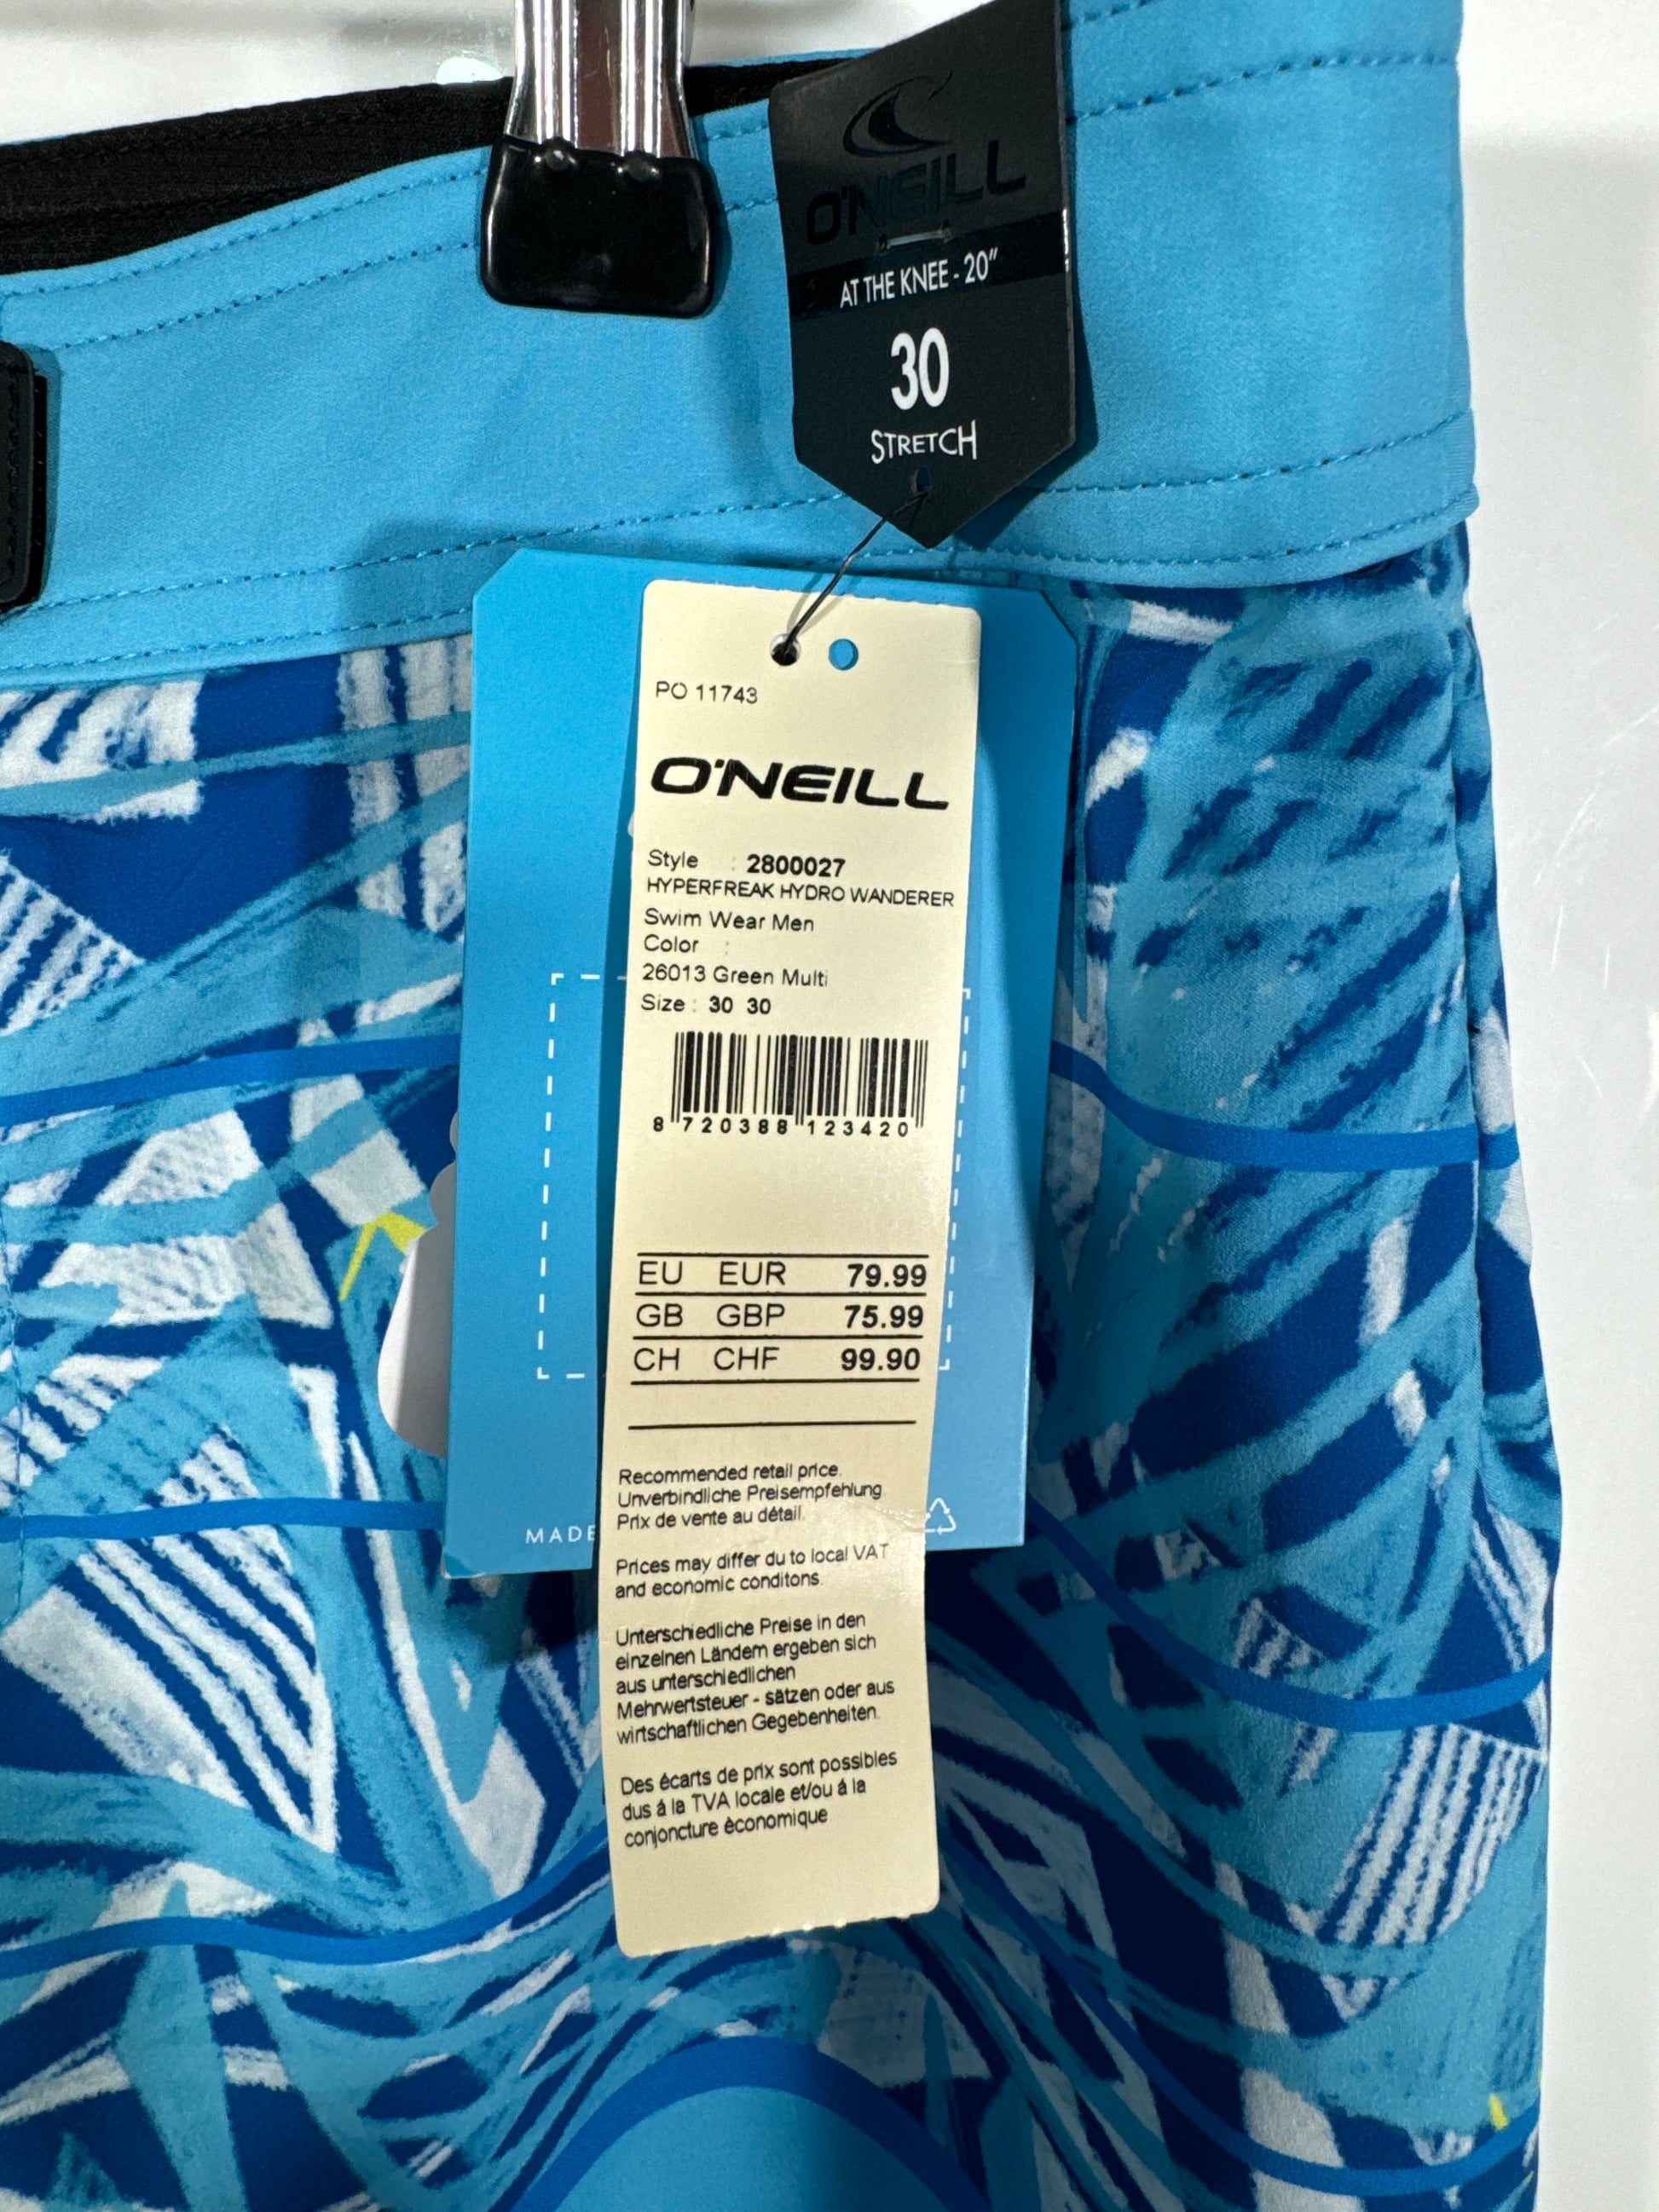 O'NEILL
AT THE KNEE - 20"
30
STRETCH
PO 11743
O'NEILL
Style : 2800027
HYPERFREAK HYDRO WANDERER
Swim Wear Men
Color :
26013 Green Multi
Size : 30 30
8 720388 123420
EU EUR 79.99
GB GBP 75.99
CH CHF 99.90
Recommended retail price.
Unverbindliche Preisempfehlung
Prix de vente au détail.
MADE
Prices may differ du to local VAT
and economic conditons.
Unterschiedliche Preise in den
einzelnen Ländern ergeben sich
aus unterschiedlichen
Mehrwertsteuer - sätzen oder aus
wirtschaftlichen Gegebenheiten.
Des écarts de prix sont possibles
dus á la TVA locale et/ou á la
conjoncture èconomique